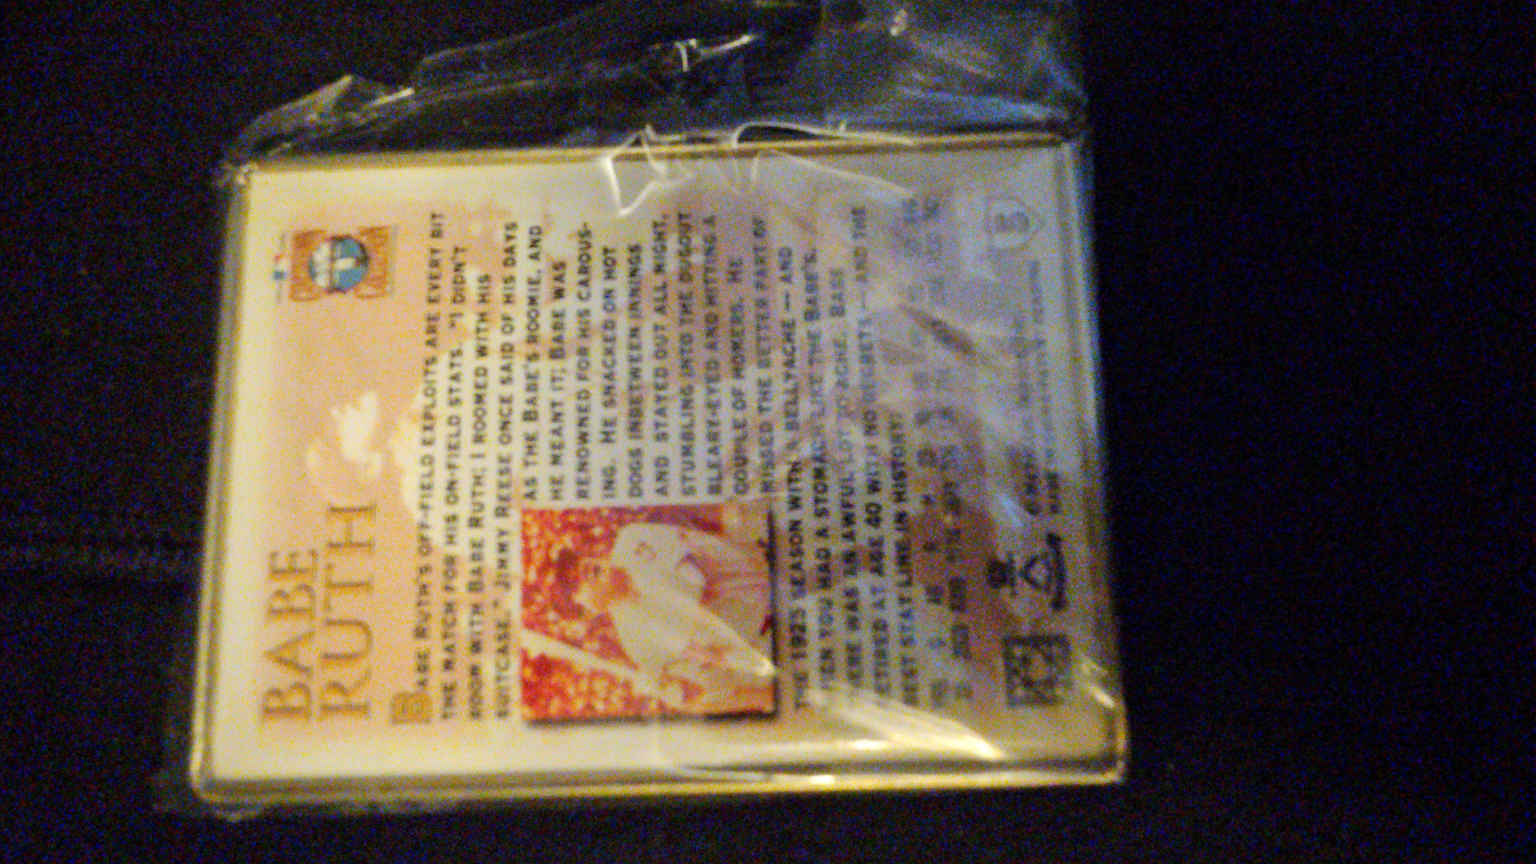 BABE
RUTH
BABE RUTH'S OFF-FIELD EXPLOITS ARE EVERY BIT
THE MATCH FOR HIS ON-FIELD STATS. "I DIDN'T
ROOM WITH BABE RUTH; I ROOMED WITH HIS
SUITCASE." JIMMY REESE ONCE SAID OF HIS DAYS
AS THE BABE'S ROOMIE, AND
HE MEANT IT; BABE WAS
RENOWNED FOR HIS CAROUS-
ING. HE SNACKED ON HOT
DOGS INBETWEEN INNINGS
AND STAYED OUT ALL NIGHT,
STUMBLING INTO THE DUGOUT
BLEARY-EYED AND HITTING A
COUPLE OF HOMERS. HE
MISSED THE BETTER PART OF
THE 1925 SEASON WITH A BELLYACHE — AND
WHEN YOU HAD A STOMACH LIKE THE BABE'S,
THERE WAS AN AWFUL LOT TO ACHE. BABE
RETIRED AT AGE 40 WITH NO REGRETS — AND THE
BEST STAT LINE IN HISTORY!
5